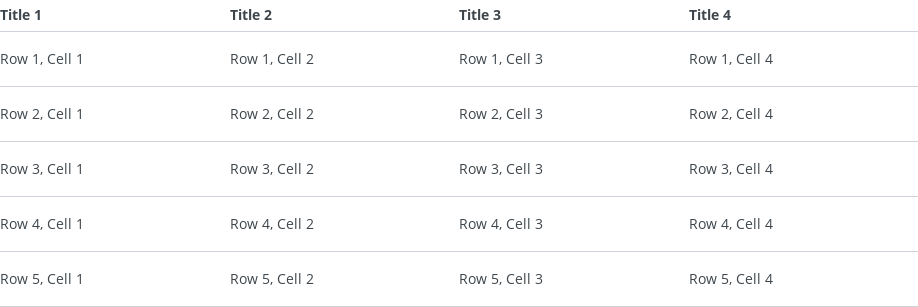 Title 1 Title 2 Title 3 Title 4
Row 1, Cell 1 Row 1, Cell 2 Row 1, Cell 3 Row 1, Cell 4
Row 2, Cell 1 Row 2, Cell 2 Row 2, Cell 3 Row 2, Cell 4
Row 3, Cell 1 Row 3, Cell 2 Row 3, Cell 3 Row 3, Cell 4
Row 4, Cell 1 Row 4, Cell 2 Row 4, Cell 3 Row 4, Cell 4
Row 5, Cell 1 Row 5, Cell 2 Row 5, Cell 3 Row 5, Cell 4